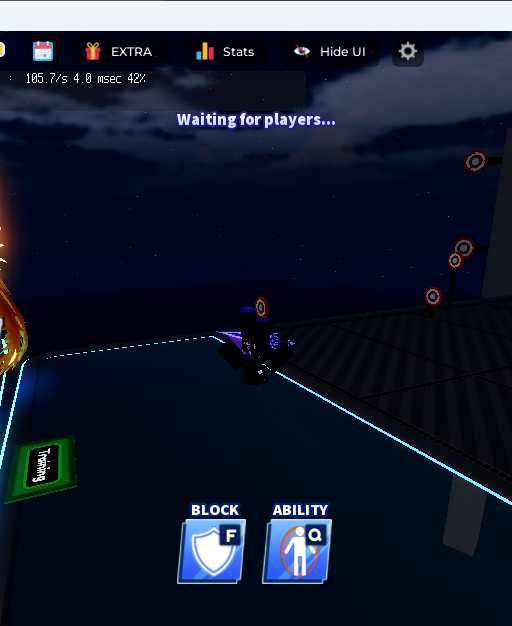 EXTRA
Stats
Hide UI
: 105.7/s 4.0 msec 42%
Waiting for players...
Training
BLOCK
ABILITY
F
Q